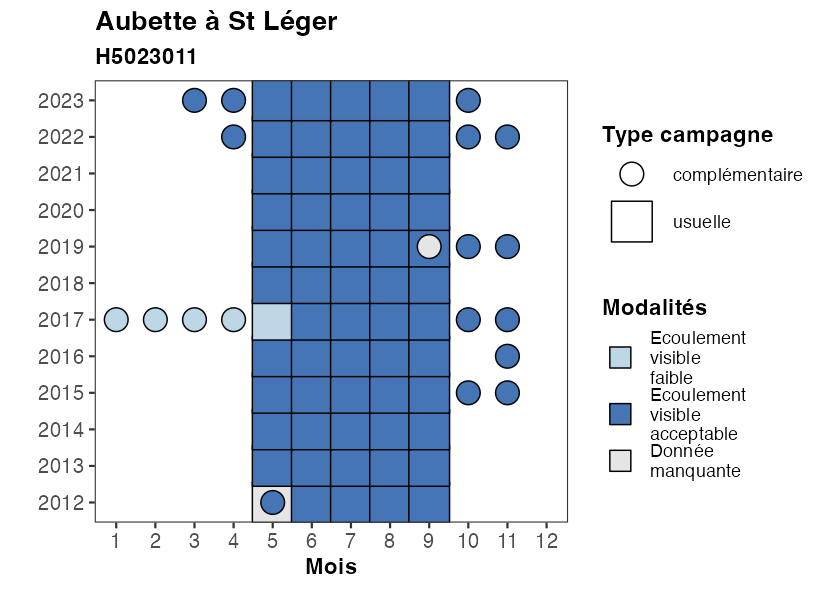 Aubette à St Léger
H5023011
2023
2022
2021
2020
2019
2018
2017
2016
2015
2014
2013
2012
1 2 3 4 5 6 7 8 9 10 11 12
Mois
Type campagne
complémentaire
usuelle
Modalités
Ecoulement
visible
faible
Ecoulement
visible
acceptable
Donnée
manquante